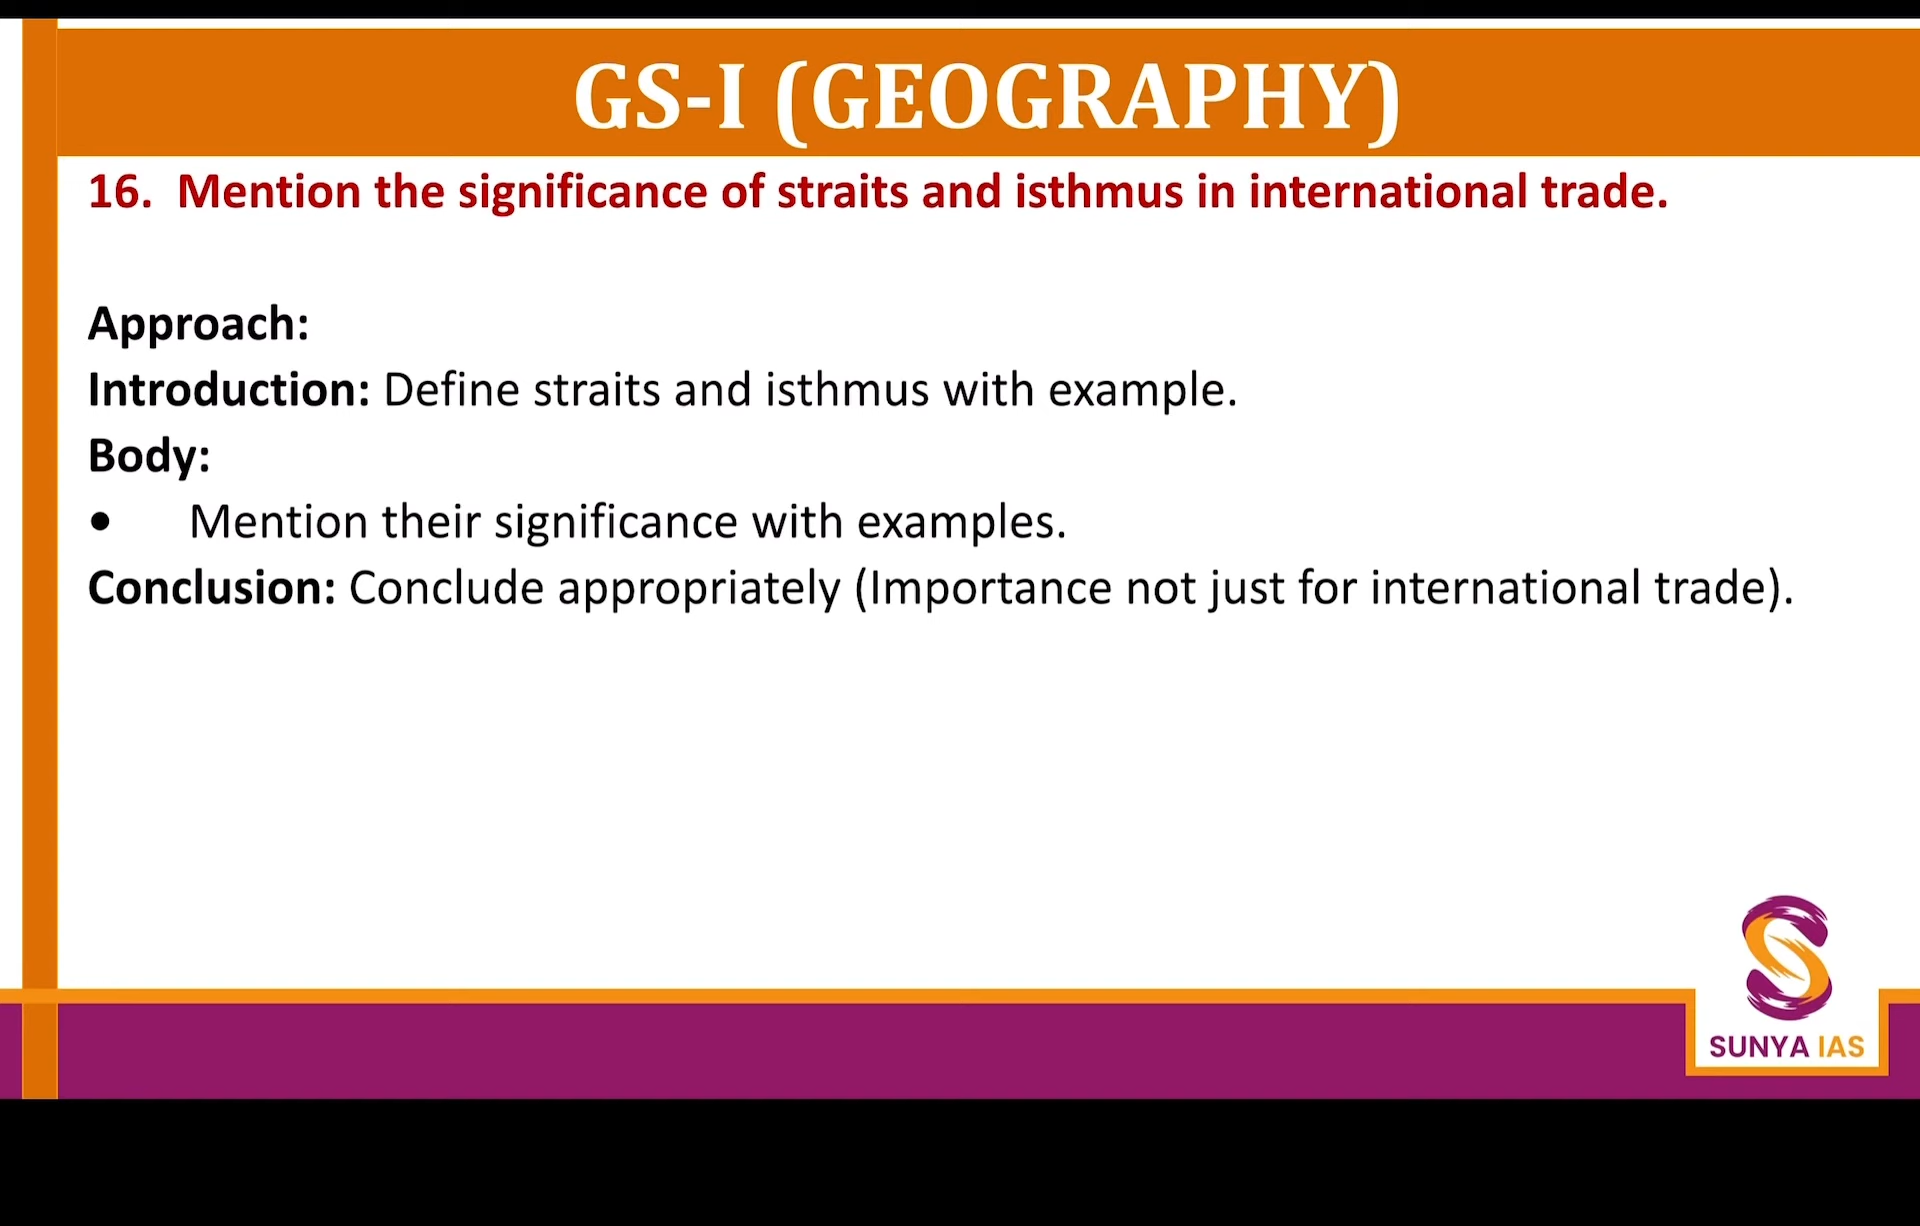 GS-I (GEOGRAPHY)
16. Mention the significance of straits and isthmus in international trade.
Approach:
Introduction: Define straits and isthmus with example.
Body:
• Mention their significance with examples.
Conclusion: Conclude appropriately (Importance not just for international trade).
SUNYA IAS